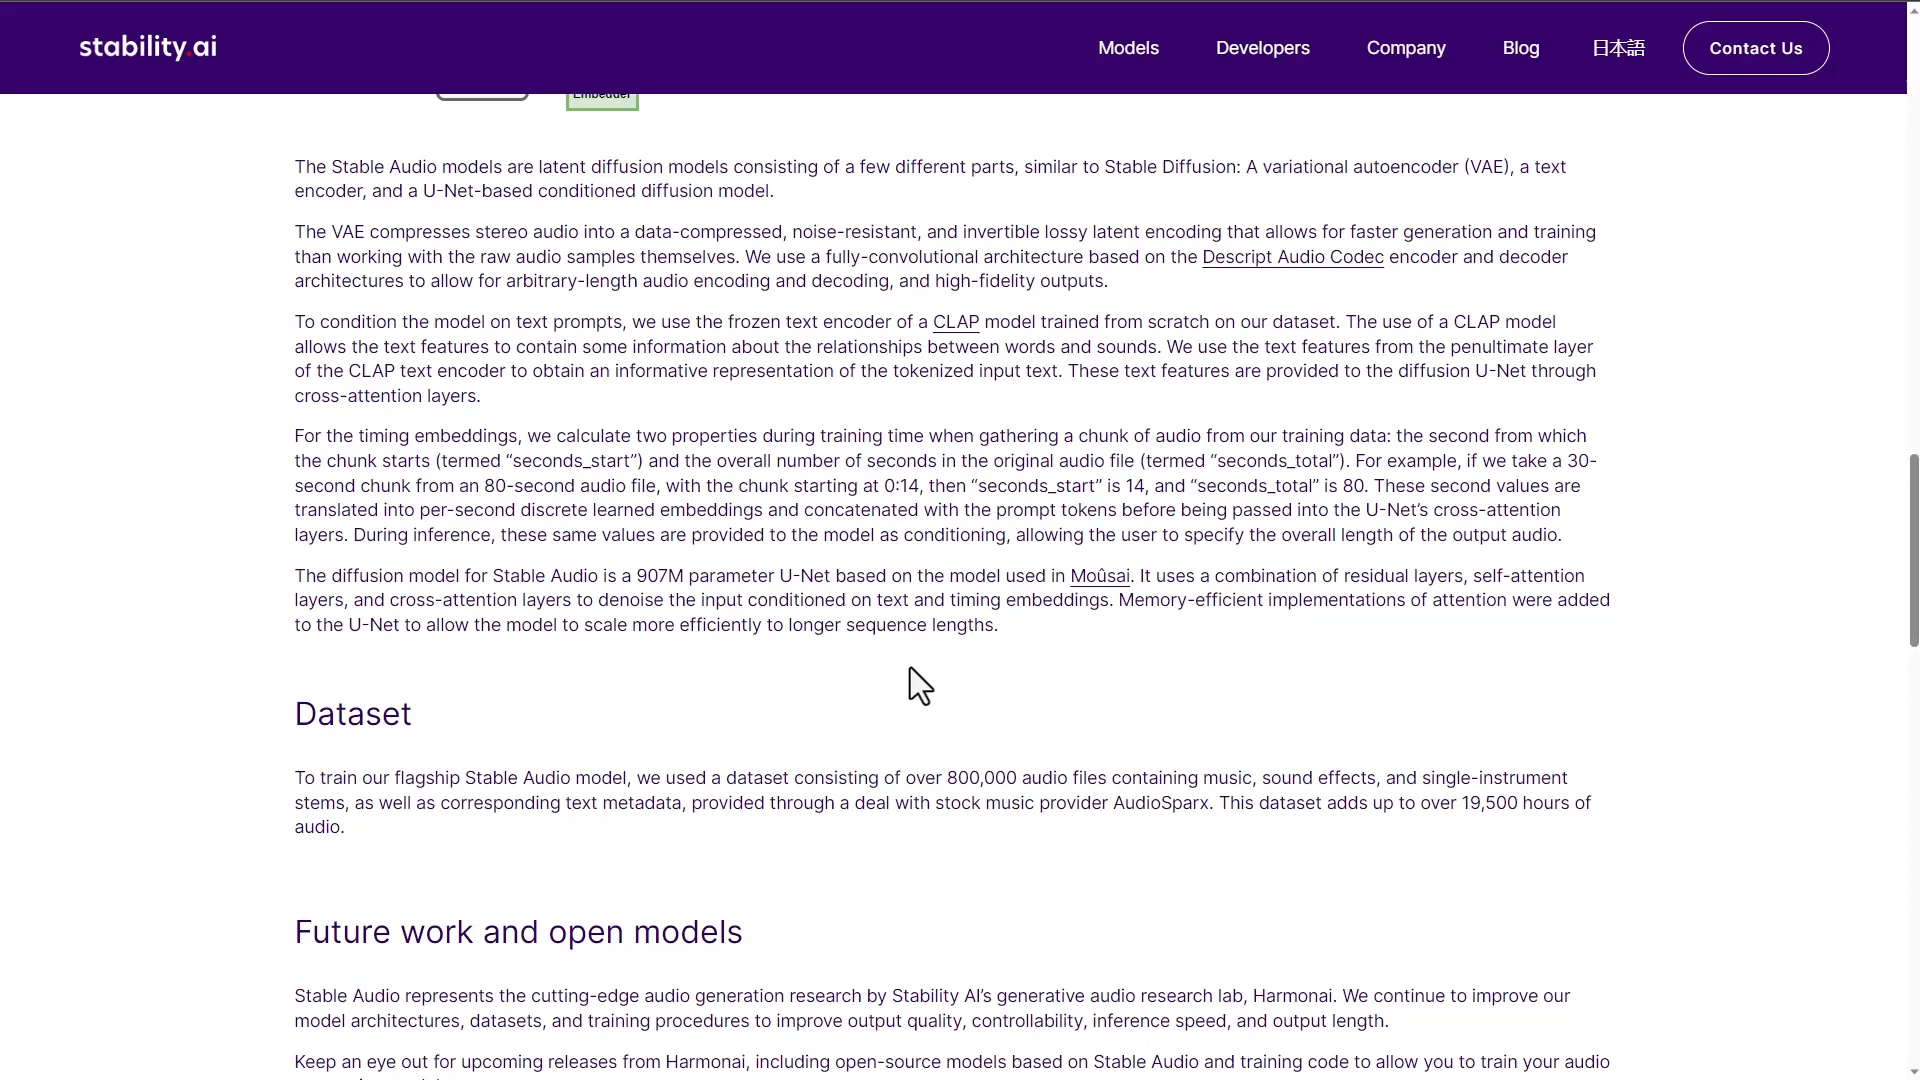 stability.ai
Models
Developers
Company
Blog
日本語
Contact Us
Embedder
The Stable Audio models are latent diffusion models consisting of a few different parts, similar to Stable Diffusion: A variational autoencoder (VAE), a text
encoder, and a U-Net-based conditioned diffusion model.
The VAE compresses stereo audio into a data-compressed, noise-resistant, and invertible lossy latent encoding that allows for faster generation and training
than working with the raw audio samples themselves. We use a fully-convolutional architecture based on the Descript Audio Codec encoder and decoder
architectures to allow for arbitrary-length audio encoding and decoding, and high-fidelity outputs.
To condition the model on text prompts, we use the frozen text encoder of a CLAP model trained from scratch on our dataset. The use of a CLAP model
allows the text features to contain some information about the relationships between words and sounds. We use the text features from the penultimate layer
of the CLAP text encoder to obtain an informative representation of the tokenized input text. These text features are provided to the diffusion U-Net through
cross-attention layers.
For the timing embeddings, we calculate two properties during training time when gathering a chunk of audio from our training data: the second from which
the chunk starts (termed “seconds_start”) and the overall number of seconds in the original audio file (termed “seconds_total”). For example, if we take a 30-
second chunk from an 80-second audio file, with the chunk starting at 0:14, then “seconds_start” is 14, and “seconds_total” is 80. These second values are
translated into per-second discrete learned embeddings and concatenated with the prompt tokens before being passed into the U-Net’s cross-attention
layers. During inference, these same values are provided to the model as conditioning, allowing the user to specify the overall length of the output audio.
The diffusion model for Stable Audio is a 907M parameter U-Net based on the model used in Moûsai. It uses a combination of residual layers, self-attention
layers, and cross-attention layers to denoise the input conditioned on text and timing embeddings. Memory-efficient implementations of attention were added
to the U-Net to allow the model to scale more efficiently to longer sequence lengths.
Dataset
To train our flagship Stable Audio model, we used a dataset consisting of over 800,000 audio files containing music, sound effects, and single-instrument
stems, as well as corresponding text metadata, provided through a deal with stock music provider AudioSparx. This dataset adds up to over 19,500 hours of
audio.
Future work and open models
Stable Audio represents the cutting-edge audio generation research by Stability AI’s generative audio research lab, Harmonai. We continue to improve our
model architectures, datasets, and training procedures to improve output quality, controllability, inference speed, and output length.
Keep an eye out for upcoming releases from Harmonai, including open-source models based on Stable Audio and training code to allow you to train your audio